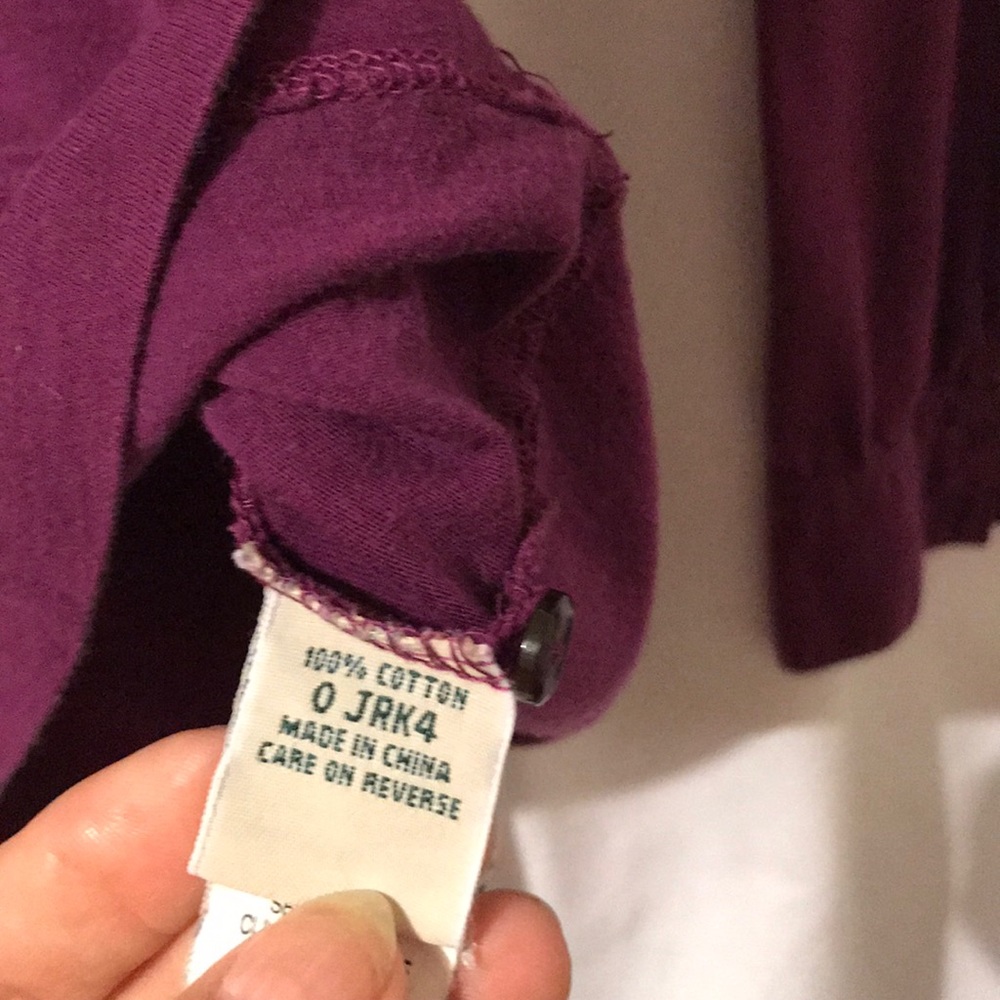 100% COTTON
0 JRK4
MADE IN CHINA
CARE ON REVERSE